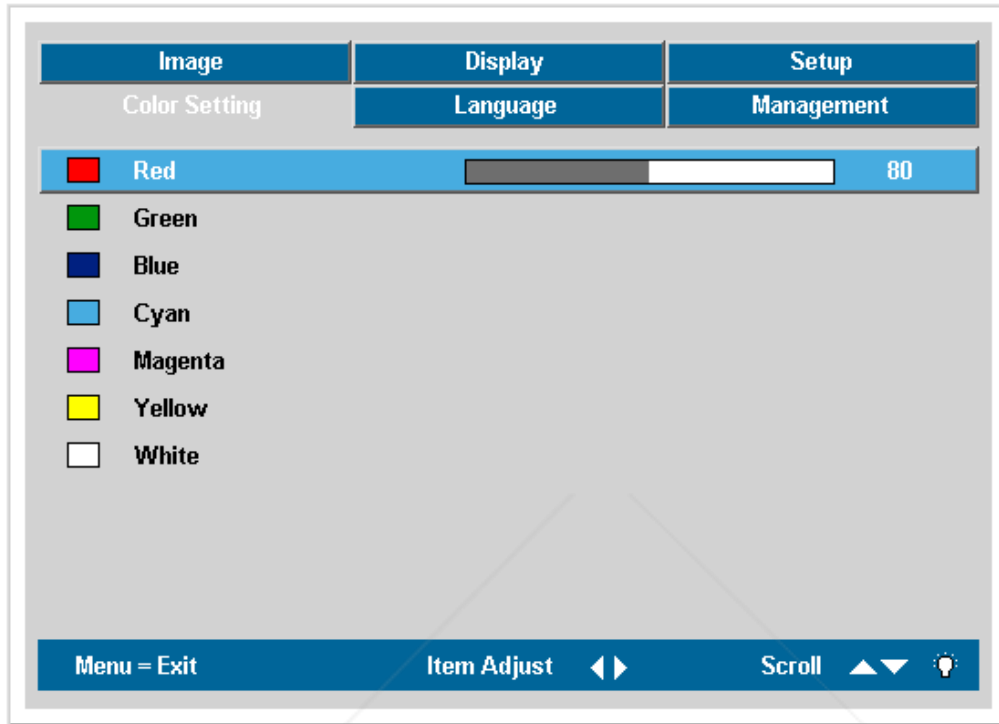 Image Display Setup
Color Setting Language Management
Red 80
Green
Blue
Cyan
Magenta
Yellow
White
Menu = Exit Item Adjust Scroll